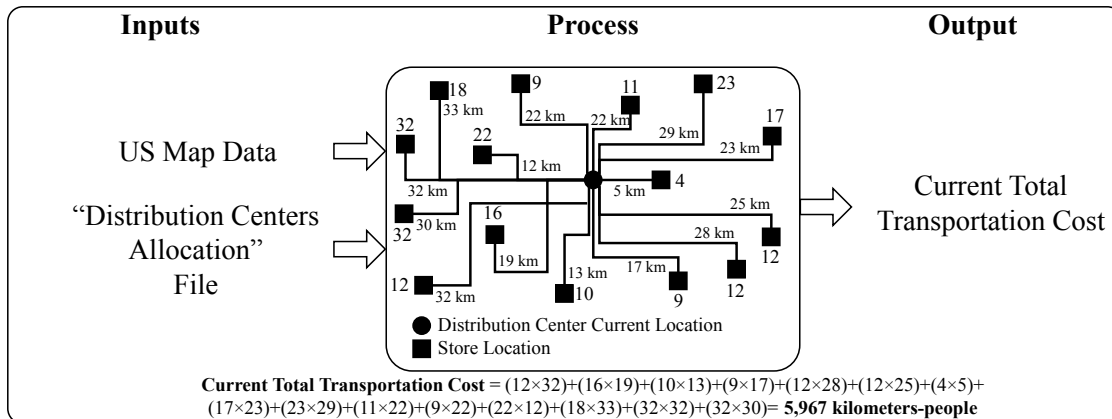 Inputs
Process
Output
US Map Data
“Distribution Centers
Allocation”
File
18
33 km
9
22 km
11
22 km
23
29 km
17
23 km
32
32 km
22
12 km
5 km
4
32
30 km
16
19 km
25 km
12
28 km
12
12
32 km
13 km
10
17 km
9
Distribution Center Current Location
Store Location
Current Total
Transportation Cost
Current Total Transportation Cost = (12×32)+(16×19)+(10×13)+(9×17)+(12×28)+(12×25)+(4×5)+
(17×23)+(23×29)+(11×22)+(9×22)+(22×12)+(18×33)+(32×32)+(32×30)= 5,967 kilometers-people